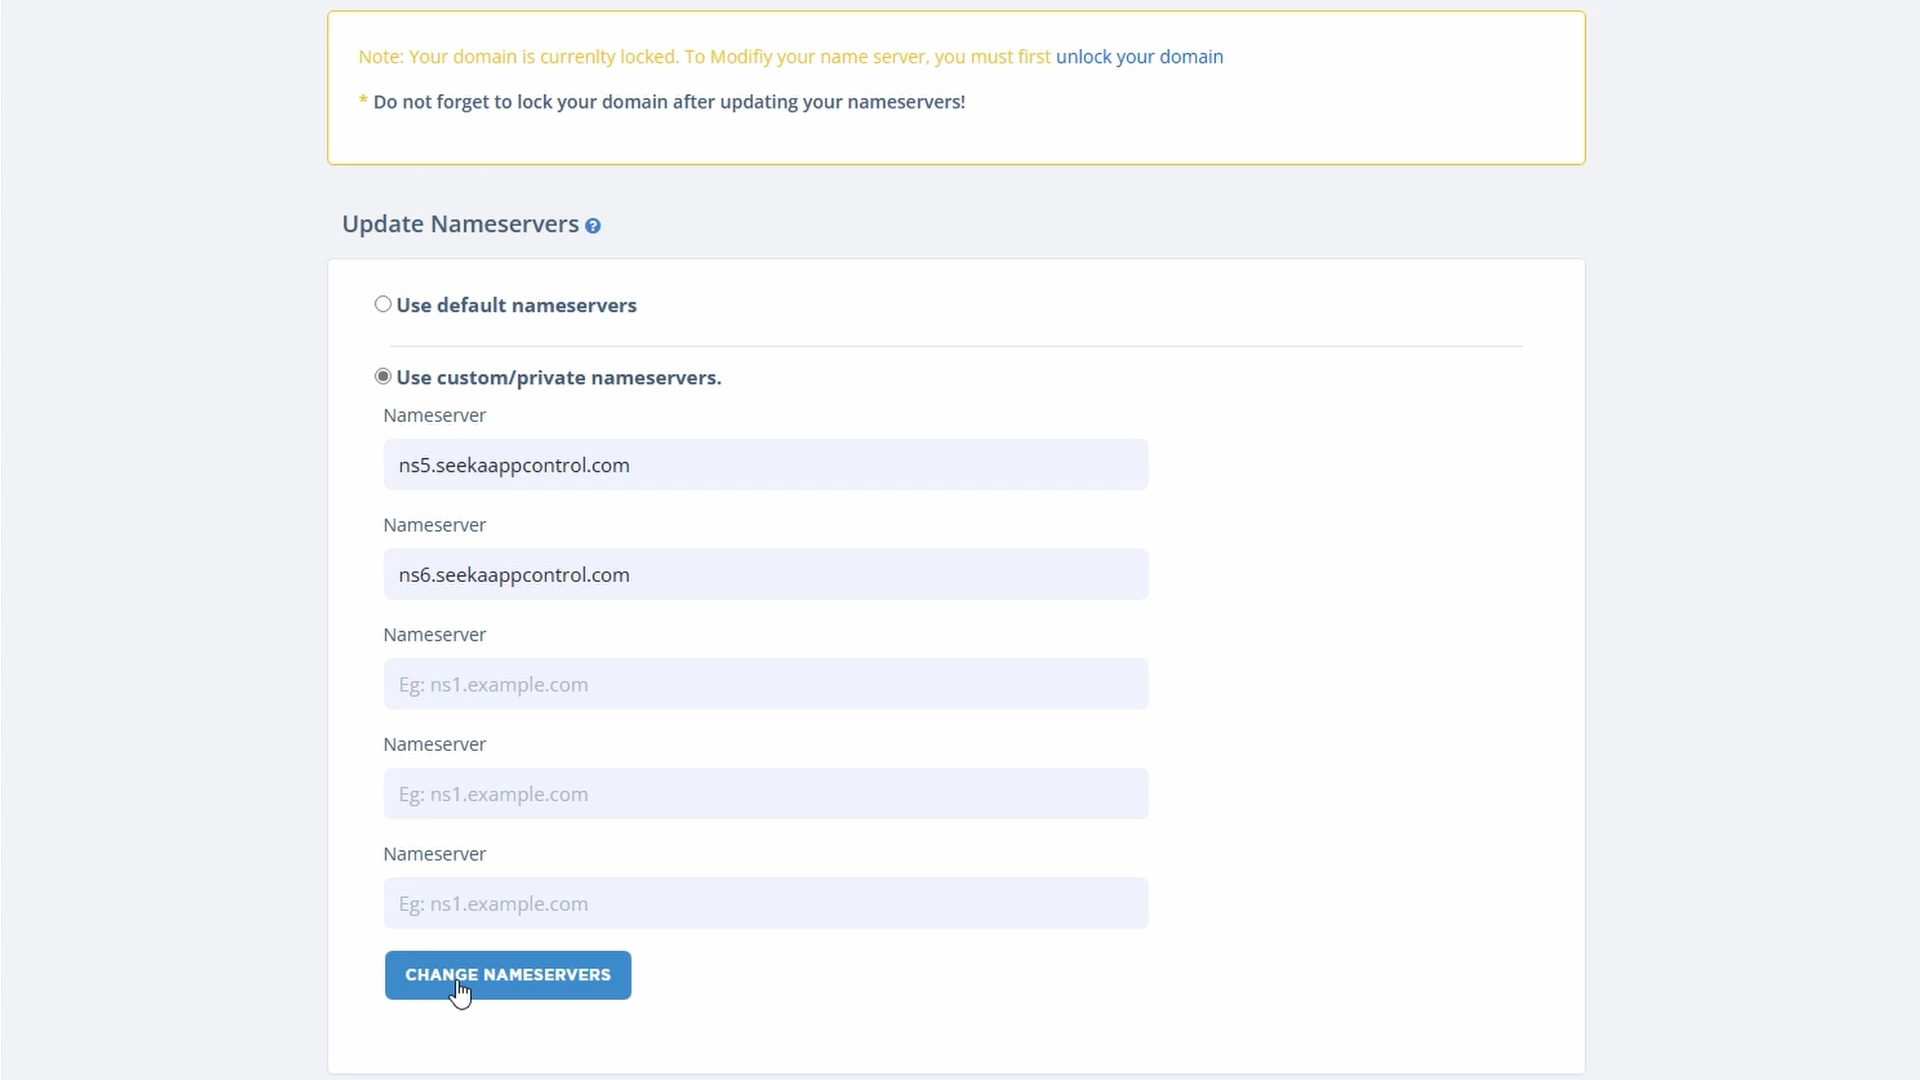 Note: Your domain is currenlty locked. To Modifiy your name server, you must first unlock your domain
* Do not forget to lock your domain after updating your nameservers!
Update Nameservers ?
Use default nameservers
Use custom/private nameservers.
Nameserver
ns5.seekaappcontrol.com
Nameserver
ns6.seekaappcontrol.com
Nameserver
Eg: ns1.example.com
Nameserver
Eg: ns1.example.com
Nameserver
Eg: ns1.example.com
CHANGE NAMESERVERS